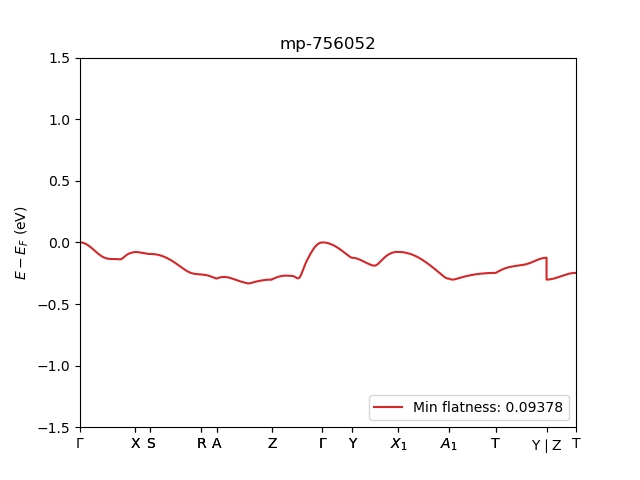 mp-756052
E − E_F (eV)
1.5
1.0
0.5
0.0
−0.5
−1.0
−1.5
Min flatness: 0.09378
Γ X S R A Z Γ Y X₁ A₁ T Y | Z T